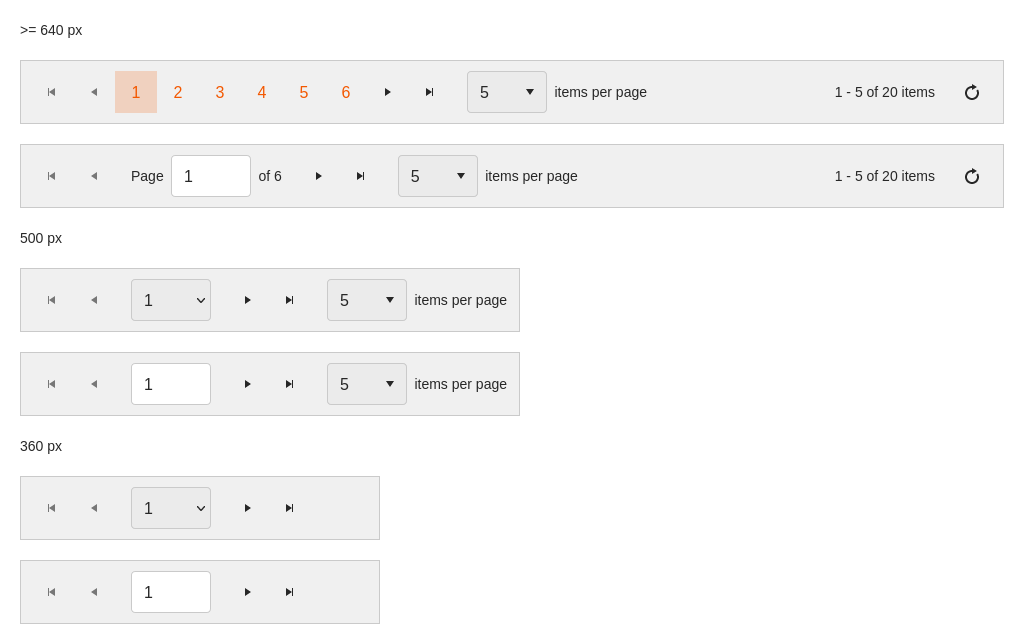 >= 640 px
1 2 3 4 5 6 5 items per page 1 - 5 of 20 items
Page 1 of 6 5 items per page 1 - 5 of 20 items
500 px
1 5 items per page
1 5 items per page
360 px
1
1